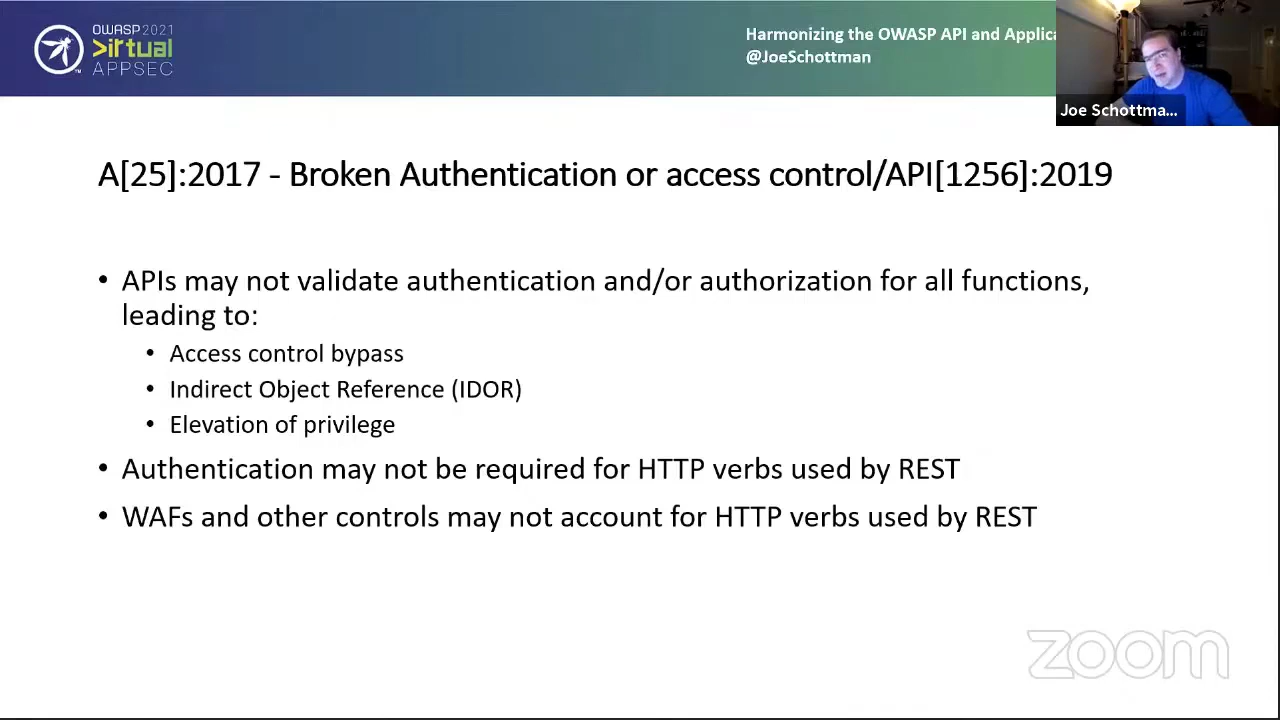 OWASP 2021
>irtual
APPSEC
Harmonizing the OWASP API and Applica
@JoeSchottman
Joe Schottma...
A[25]:2017 - Broken Authentication or access control/API[1256]:2019
• APIs may not validate authentication and/or authorization for all functions,
leading to:
• Access control bypass
• Indirect Object Reference (IDOR)
• Elevation of privilege
• Authentication may not be required for HTTP verbs used by REST
• WAFs and other controls may not account for HTTP verbs used by REST
zoom